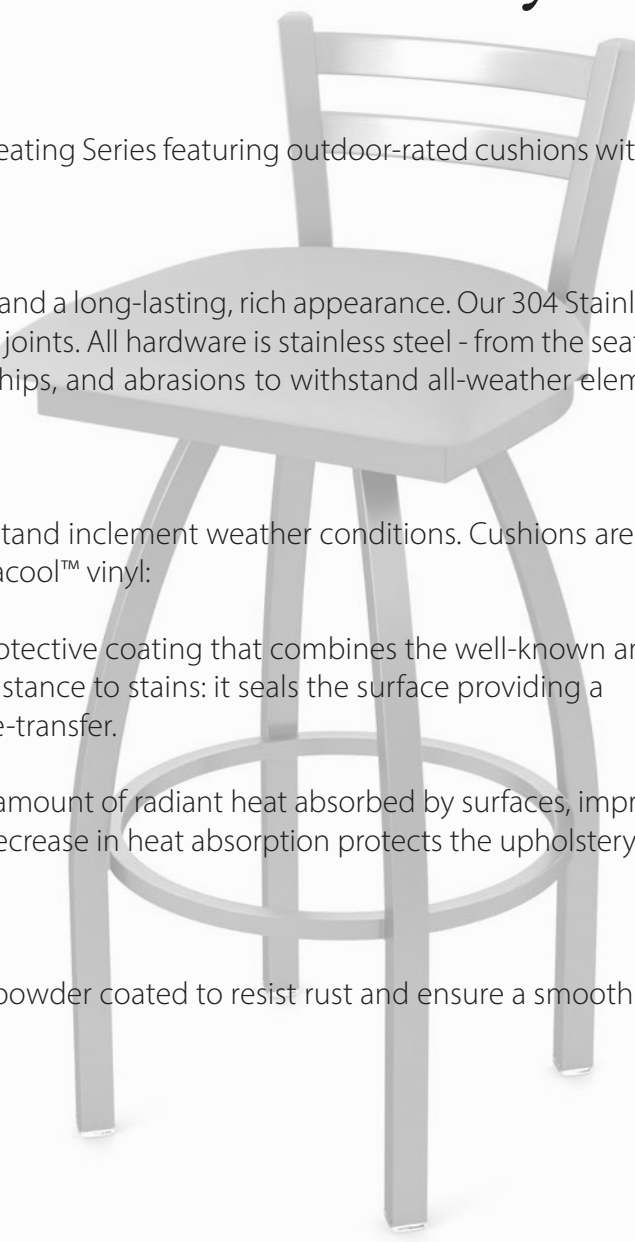 y
eating Series featuring outdoor-rated cushions wit
and a long-lasting, rich appearance. Our 304 Stainl
joints. All hardware is stainless steel - from the seat
hips, and abrasions to withstand all-weather elem
tand inclement weather conditions. Cushions are
acool™ vinyl:
otective coating that combines the well-known an
stance to stains: it seals the surface providing a
e-transfer.
amount of radiant heat absorbed by surfaces, impr
ecrease in heat absorption protects the upholstery
powder coated to resist rust and ensure a smooth